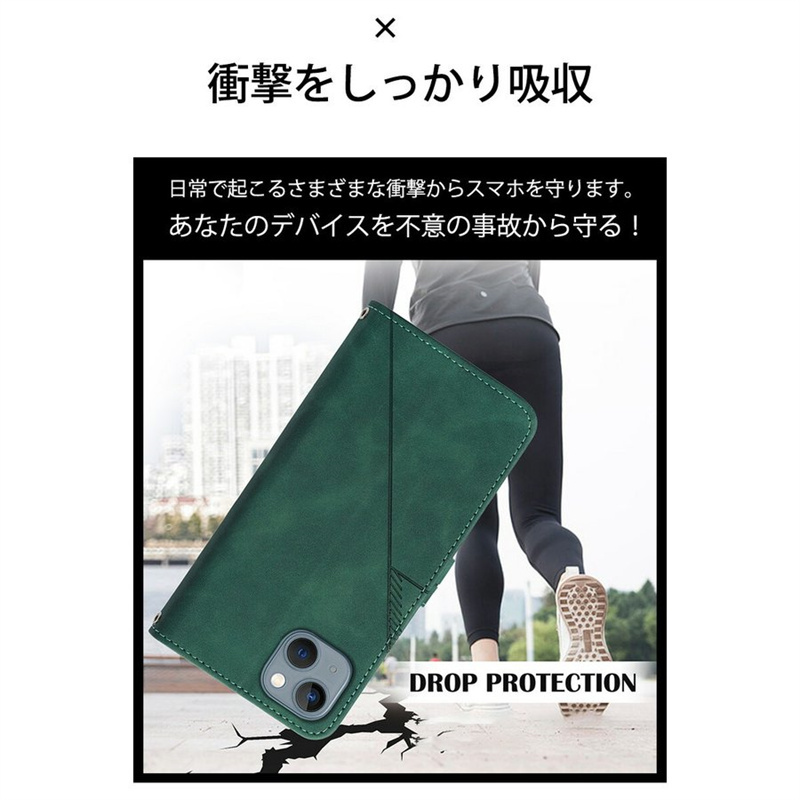 ×
衝撃をしっかり吸収
日常で起こるさまざまな衝撃からスマホを守ります。
あなたのデバイスを不意の事故から守る！
DROP PROTECTION